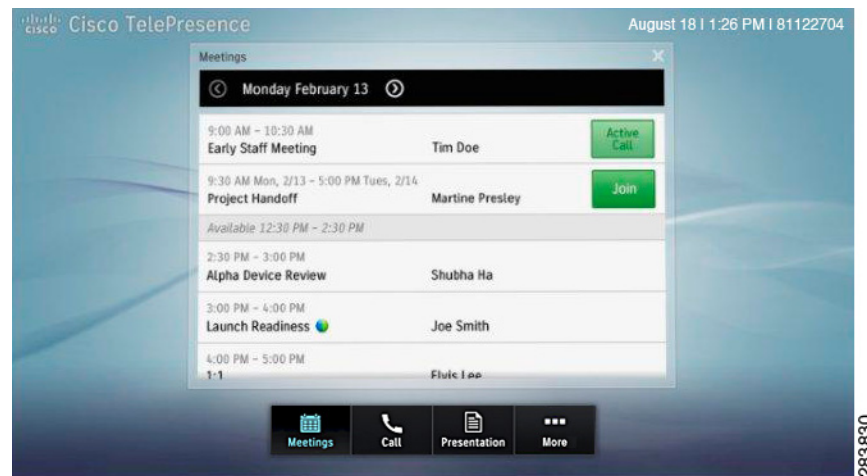 cisco Cisco TelePresence
August 18 | 1:26 PM | 81122704
Meetings
Monday February 13
9:00 AM – 10:30 AM
Early Staff Meeting Tim Doe
Active
Call
9:30 AM Mon, 2/13 – 5:00 PM Tues, 2/14
Project Handoff Martine Presley
Join
Available 12:30 PM – 2:30 PM
2:30 PM – 3:00 PM
Alpha Device Review Shubha Ha
3:00 PM – 4:00 PM
Launch Readiness Joe Smith
4:00 PM – 5:00 PM
1:1 Elvis Lee
Meetings Call Presentation More